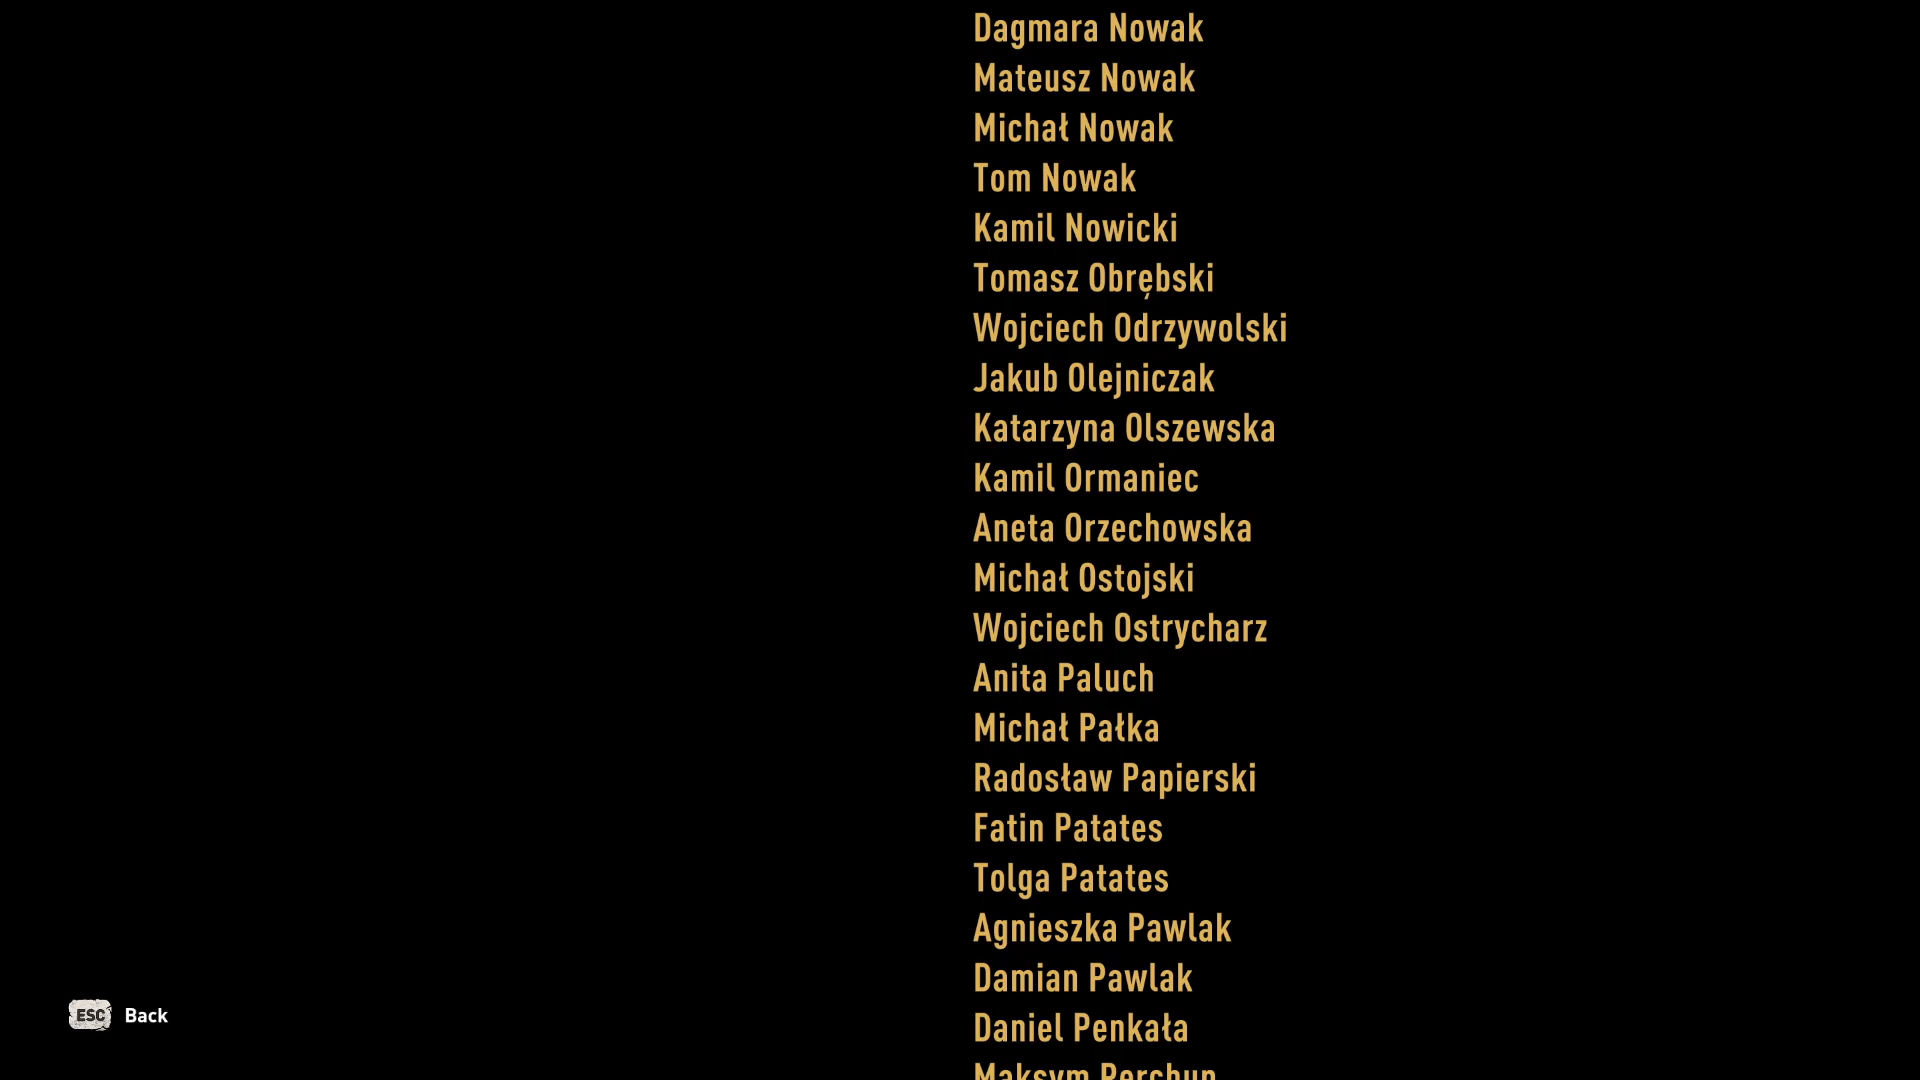 Dagmara Nowak
Mateusz Nowak
Michał Nowak
Tom Nowak
Kamil Nowicki
Tomasz Obrębski
Wojciech Odrzywolski
Jakub Olejniczak
Katarzyna Olszewska
Kamil Ormaniec
Aneta Orzechowska
Michał Ostojski
Wojciech Ostrycharz
Anita Paluch
Michał Pałka
Radosław Papierski
Fatin Patates
Tolga Patates
Agnieszka Pawlak
Damian Pawlak
Daniel Penkała
Maksym Perchun
ESC Back